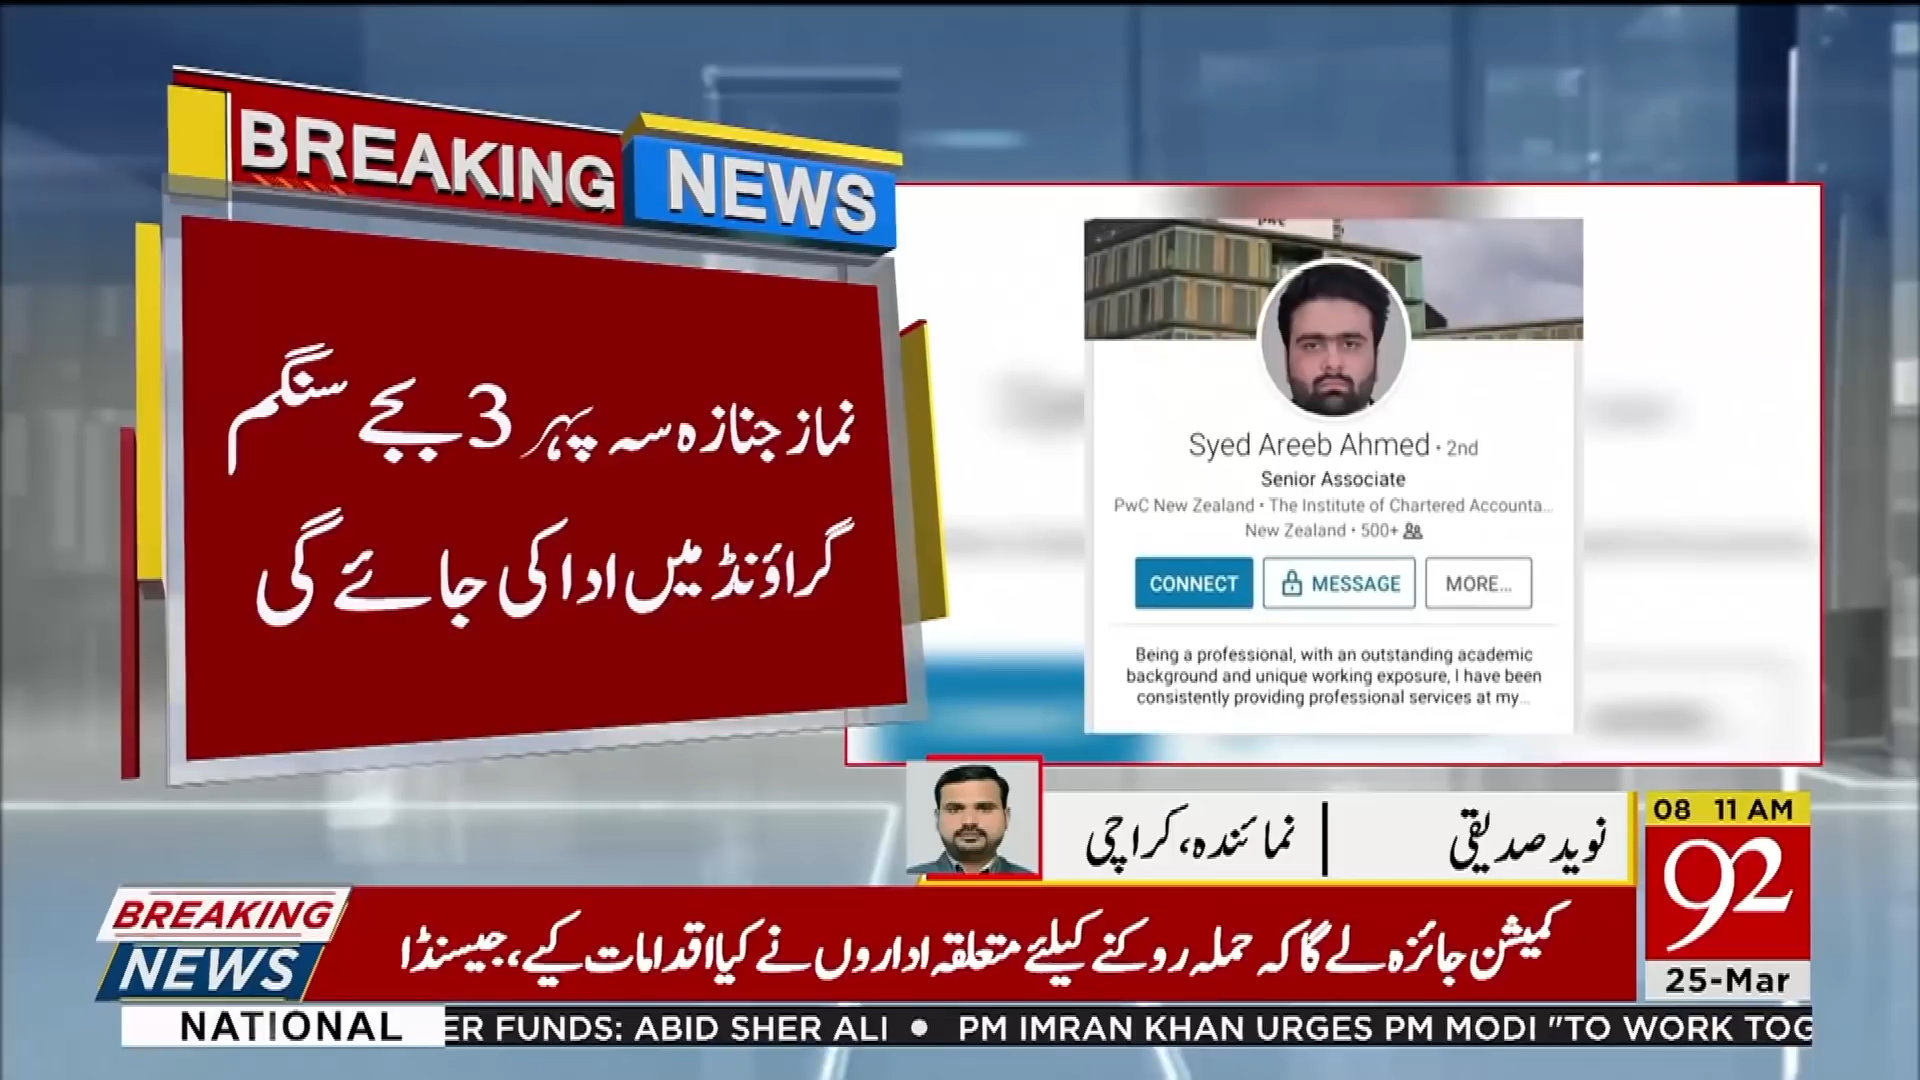 BREAKING NEWS
نماز جنازہ سہ پہر 3 بجے سنگم
گراؤنڈ میں ادا کی جائے گی
PwC
Syed Areeb Ahmed · 2nd
Senior Associate
PwC New Zealand • The Institute of Chartered Accounta...
New Zealand • 500+
CONNECT
MESSAGE
MORE...
Being a professional, with an outstanding academic
background and unique working exposure, I have been
consistently providing professional services at my...
نوید صدیقی | نمائندہ، کراچی
08 11 AM
92
25-Mar
BREAKING
NEWS
کمیشن جائزہ لے گا کہ حملہ روکنے کیلئے متعلقہ اداروں نے کیا اقدامات کیے، جیسنڈا
NATIONAL
ER FUNDS: ABID SHER ALI • PM IMRAN KHAN URGES PM MODI "TO WORK TOG